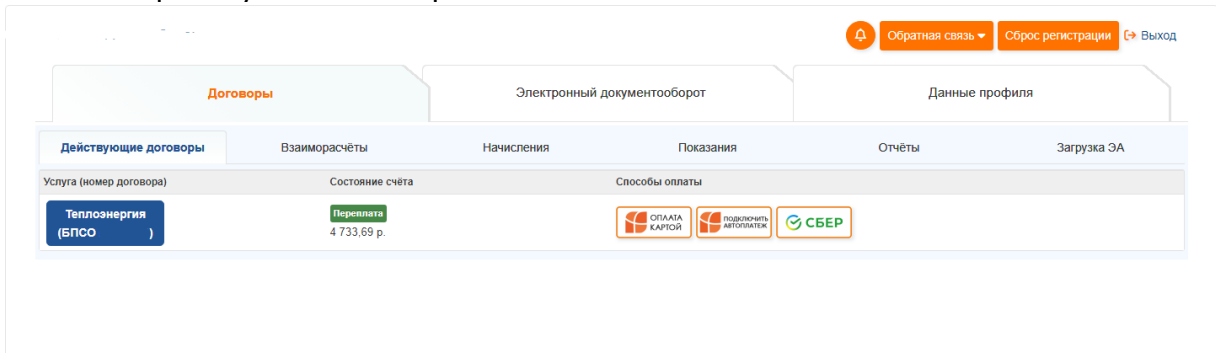 Обратная связь Сброс регистрации Выход
Договоры Электронный документооборот Данные профиля
Действующие договоры Взаиморасчёты Начисления Показания Отчёты Загрузка ЭА
Услуга (номер договора) Состояние счёта Способы оплаты
Теплоэнергия
(БПСО )
Переплата
4 733,69 р.
ОПЛАТА
КАРТОЙ
ПОДКЛЮЧИТЬ
АВТОПЛАТЕЖ
СБЕР